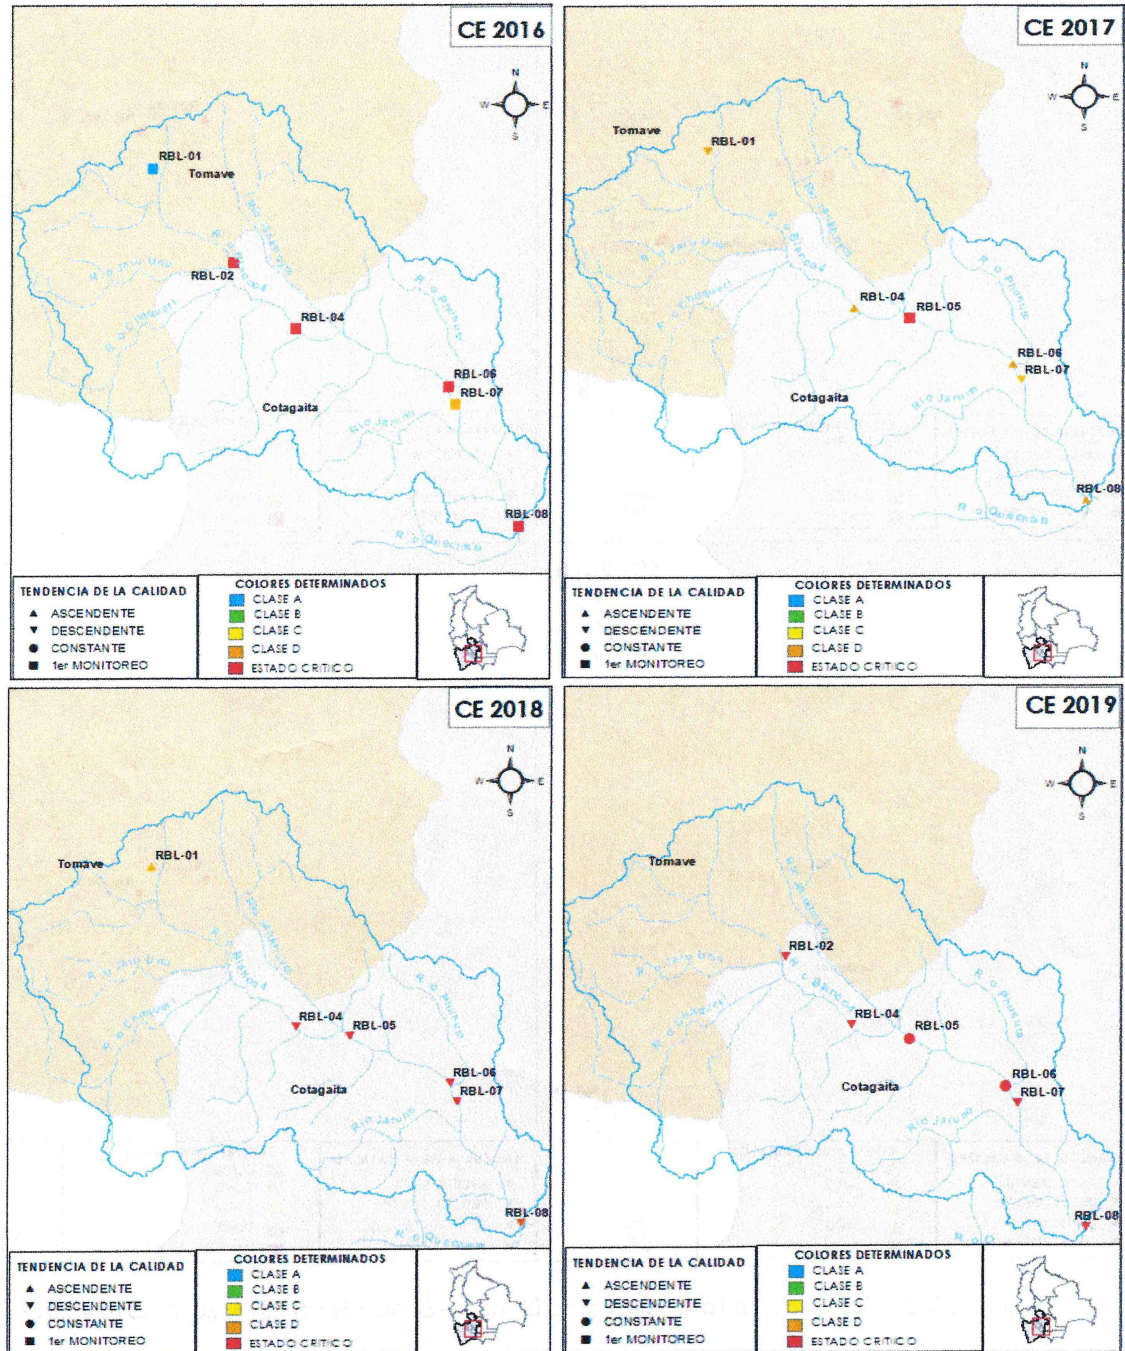 CE 2016
N
W
E
S
RBL-01
Tomave
RBL-02
RBL-04
RBL-06
RBL-07
Cotagaita
RBL-08
TENDENCIA DE LA CALIDAD
ASCENDENTE
DESCENDENTE
CONSTANTE
1er MONITOREO
COLORES DETERMINADOS
CLASE A
CLASE B
CLASE C
CLASE D
ESTADO CRITICO
CE 2017
N
W
E
S
Tomave
RBL-01
RBL-04
RBL-05
RBL-06
RBL-07
Cotagaita
RBL-08
TENDENCIA DE LA CALIDAD
ASCENDENTE
DESCENDENTE
CONSTANTE
1er MONITOREO
COLORES DETERMINADOS
CLASE A
CLASE B
CLASE C
CLASE D
ESTADO CRITICO
CE 2018
N
W
E
S
Tomave
RBL-01
RBL-04
RBL-05
RBL-06
RBL-07
Cotagaita
RBL-08
TENDENCIA DE LA CALIDAD
ASCENDENTE
DESCENDENTE
CONSTANTE
1er MONITOREO
COLORES DETERMINADOS
CLASE A
CLASE B
CLASE C
CLASE D
ESTADO CRITICO
CE 2019
N
W
E
S
Tomave
RBL-02
RBL-04
RBL-05
RBL-06
RBL-07
Cotagaita
RBL-08
TENDENCIA DE LA CALIDAD
ASCENDENTE
DESCENDENTE
CONSTANTE
1er MONITOREO
COLORES DETERMINADOS
CLASE A
CLASE B
CLASE C
CLASE D
ESTADO CRITICO